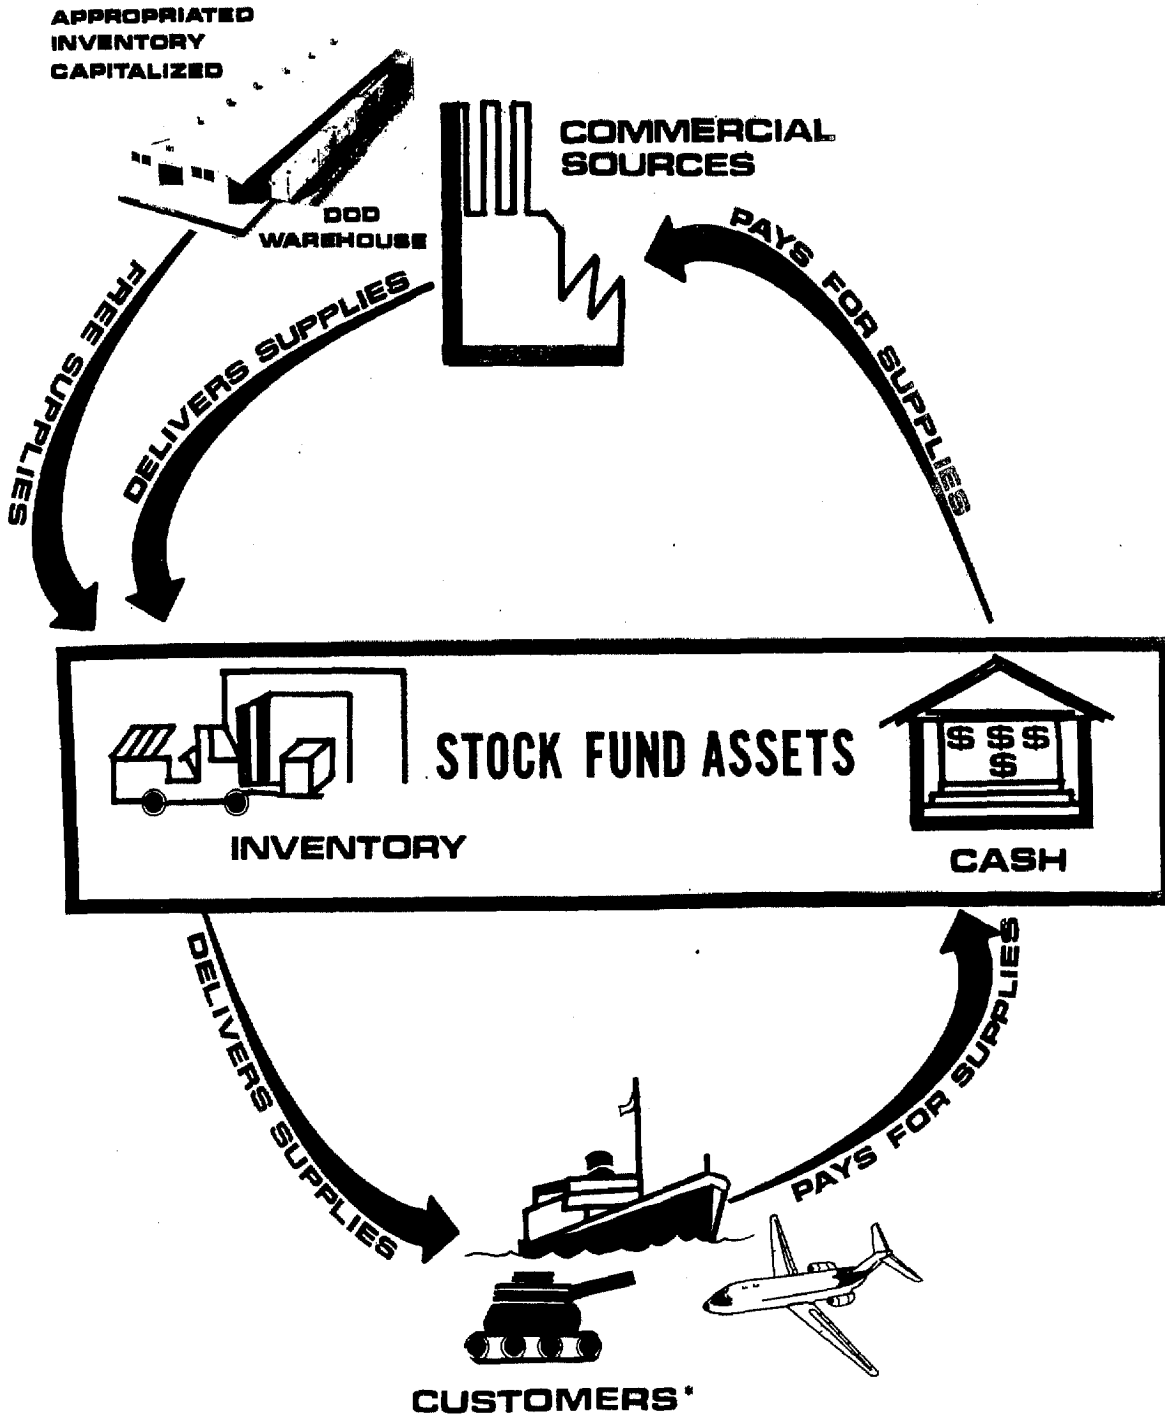 APPROPRIATED
INVENTORY
CAPITALIZED
COMMERCIAL
SOURCES
DOD
WAREHOUSE
FREE SUPPLIES
DELIVERS SUPPLIES
PAYS FOR SUPPLIES
STOCK FUND ASSETS
$ $ $
$
INVENTORY
CASH
DELIVERS SUPPLIES
PAYS FOR SUPPLIES
CUSTOMERS*